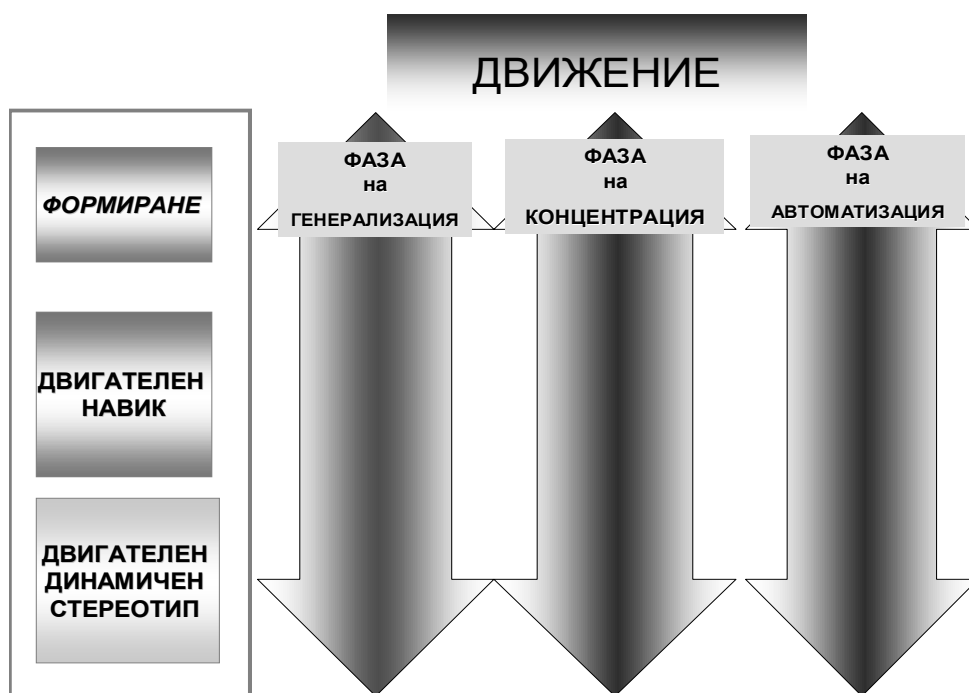 ДВИЖЕНИЕ
ФОРМИРАНЕ
ДВИГАТЕЛЕН
НАВИК
ДВИГАТЕЛЕН
ДИНАМИЧЕН
СТЕРЕОТИП
ФАЗА
на
ГЕНЕРАЛИЗАЦИЯ
ФАЗА
на
КОНЦЕНТРАЦИЯ
ФАЗА
на
АВТОМАТИЗАЦИЯ